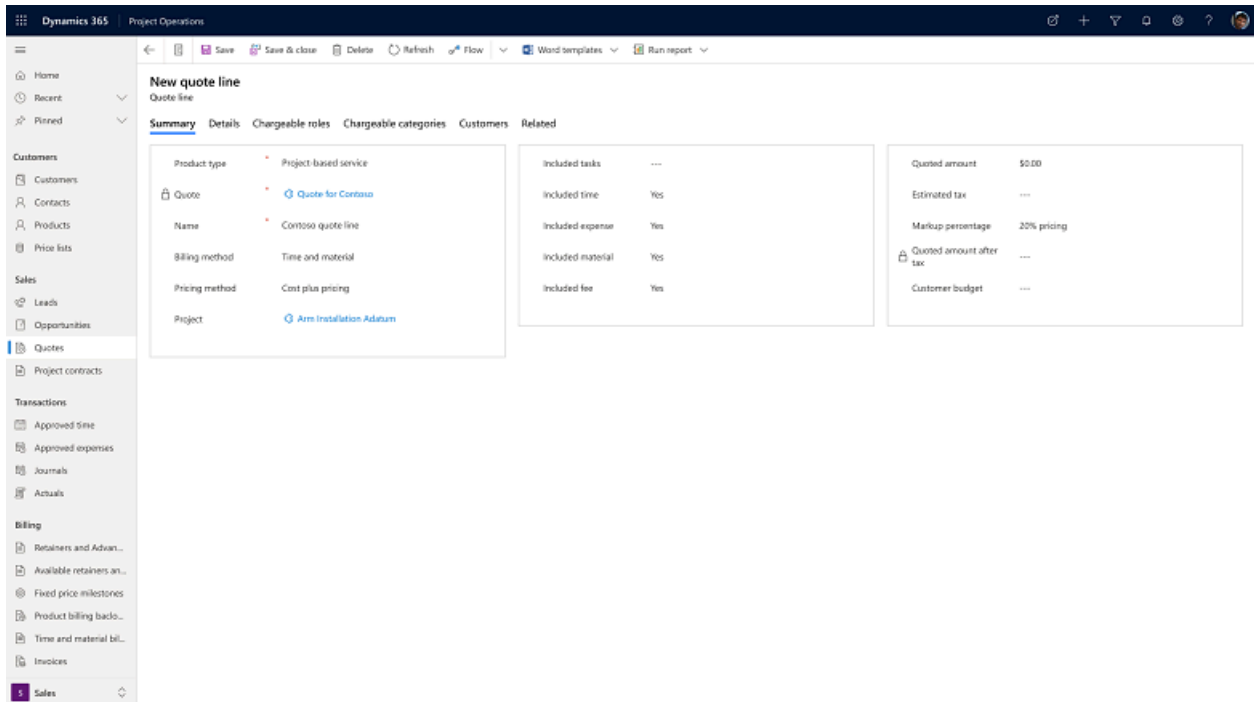 Dynamics 365 Project Operations
Save Save & close Delete Refresh Flow Word templates Run report
Home
Recent
Pinned
Customers
Customers
Contacts
Products
Price lists
Sales
Leads
Opportunities
Quotes
Project contracts
Transactions
Approved time
Approved expenses
Journals
Actuals
Billing
Retainers and Advan...
Available retainers an...
Fixed price milestones
Product billing backlo...
Time and material bil...
Invoices
S Sales
New quote line
Quote line
Summary Details Chargeable roles Chargeable categories Customers Related
Product type * Project-based service
Quote * Quote for Contoso
Name * Contoso quote line
Billing method Time and material
Pricing method Cost plus pricing
Project Arm Installation Adatum
Included tasks ---
Included time Yes
Included expense Yes
Included material Yes
Included fee Yes
Quoted amount $0.00
Estimated tax ---
Markup percentage 20% pricing
Quoted amount after
tax ---
Customer budget ---